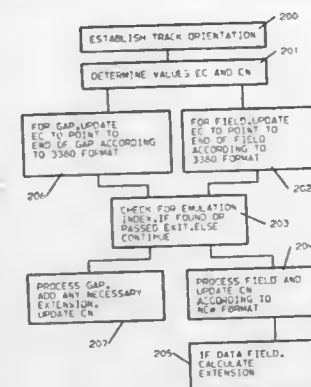 200
ESTABLISH TRACK ORIENTATION
201
DETERMINE VALUES EC AND CN
FOR GAP,UPDATE
EC TO POINT TO
END OF GAP ACCORDING
TO 3380 FORMAT
206
FOR FIELD,UPDATE
EC TO POINT TO
END OF FIELD
ACCORDING TO
3380 FORMAT
202
CHECK FOR EMULATION
INDEX,IF FOUND OR
PASSED EXIT,ELSE
CONTINUE
203
PROCESS GAP,
ADD ANY NECESSARY
EXTENSION,
UPDATE CN
207
204
PROCESS FIELD AND
UPDATE CN
ACCORDING TO
NEW FORMAT
205
IF DATA FIELD,
CALCULATE
EXTENSION